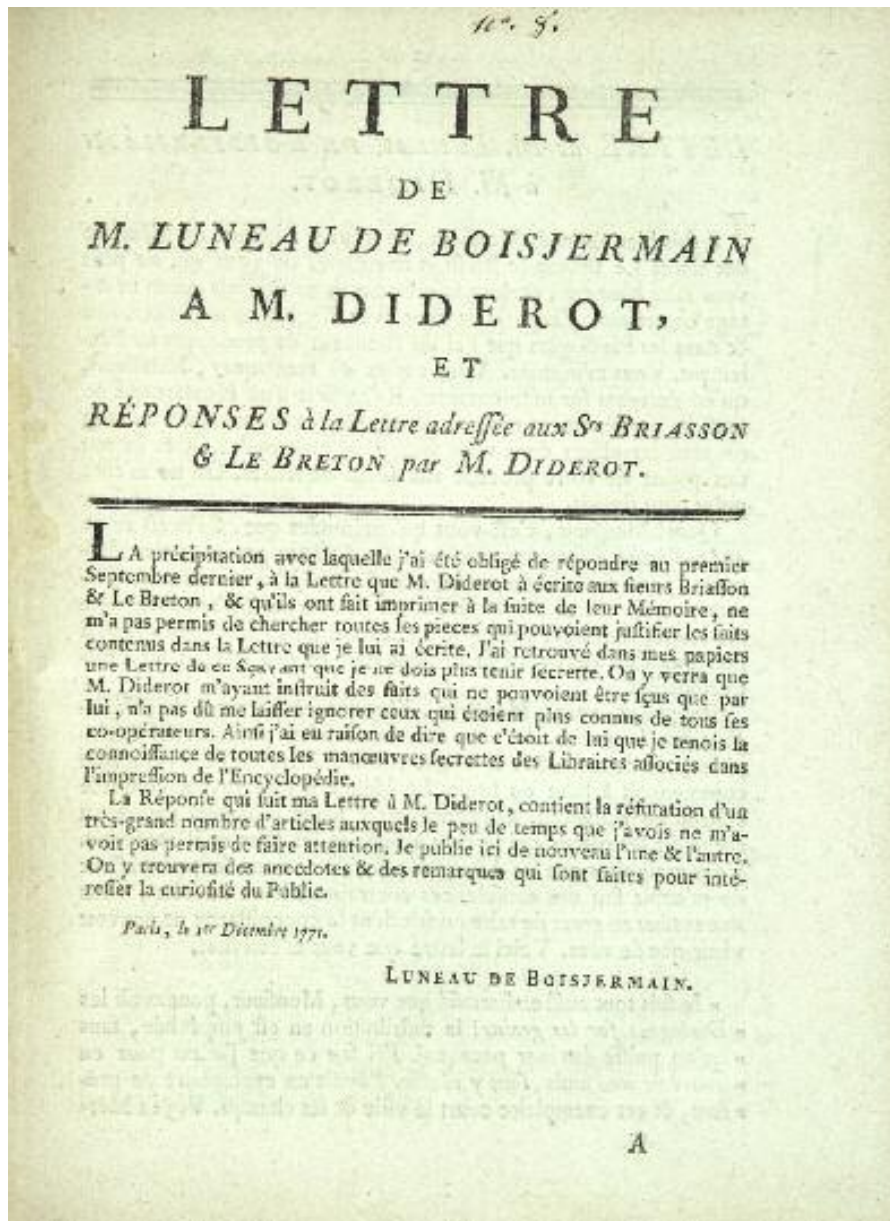 Nº. 8.
LETTRE
DE
M. LUNEAU DE BOISJERMAIN
A M. DIDEROT,
ET
RÉPONSES à la Lettre adreſſée aux Srs BRIASSON
& LE BRETON par M. DIDEROT.
LA précipitation avec laquelle j'ai été obligé de répondre au premier
Septembre dernier, à la Lettre que M. Diderot à écrite aux ſieurs Briaſſon
& Le Breton, & qu'ils ont fait imprimer à la ſuite de leur Mémoire, ne
m'a pas permis de chercher toutes les pieces qui pouvoient juſtifier les faits
contenus dans la Lettre que je lui ai écrite. J'ai retrouvé dans mes papiers
une Lettre de ce Sçavant que je ne dois plus tenir ſecrette. On y verra que
M. Diderot m'ayant inſtruit des faits qui ne pouvoient être ſçus que par
lui, n'a pas dû me laiſſer ignorer ceux qui étoient plus connus de tous ſes
co-opérateurs. Ainſi j'ai eu raiſon de dire que c'étoit de lui que je tenois la
connoiſſance de toutes les manœuvres ſecrettes des Libraires aſſociés dans
l'impreſſion de l'Encyclopédie.
La Réponſe qui ſuit ma Lettre à M. Diderot, contient la réfutation d'un
très-grand nombre d'articles auxquels le peu de temps que j'avois ne m'a-
voit pas permis de faire attention. Je publie ici de nouveau l'une & l'autre.
On y trouvera des anecdotes & des remarques qui ſont faites pour inté-
reſſer la curioſité du Public.
Paris, le 1er Décembre 1771.
LUNEAU DE BOISJERMAIN.
A